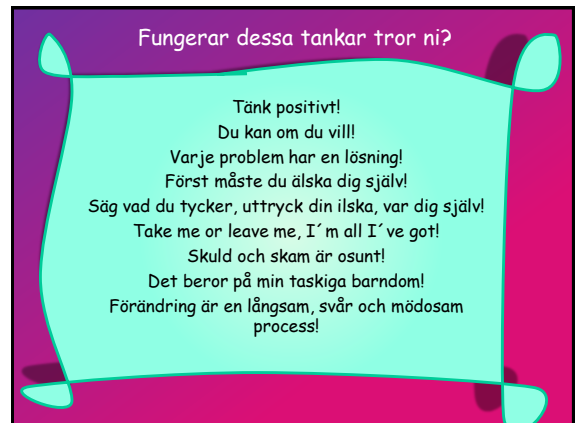 Fungerar dessa tankar tror ni?
Tänk positivt!
Du kan om du vill!
Varje problem har en lösning!
Först måste du älska dig själv!
Säg vad du tycker, uttryck din ilska, var dig själv!
Take me or leave me, I´m all I´ve got!
Skuld och skam är osunt!
Det beror på min taskiga barndom!
Förändring är en långsam, svår och mödosam
process!